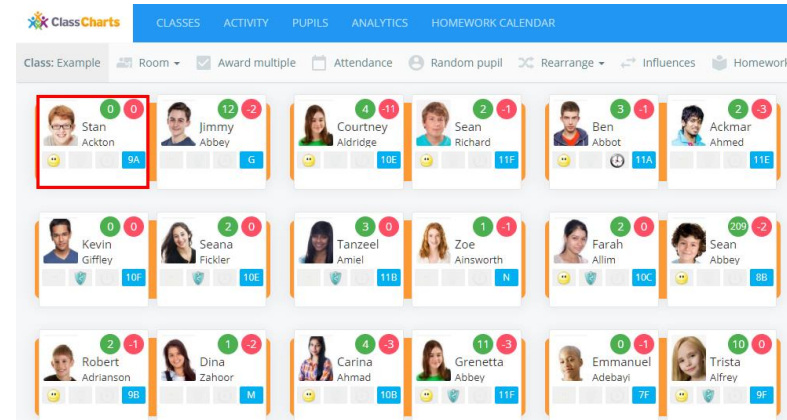 ClassCharts CLASSES ACTIVITY PUPILS ANALYTICS HOMEWORK CALENDAR
Class: Example Room Award multiple Attendance Random pupil Rearrange Influences Homework
0 0 12 -2 4 -11 2 -1 3 -1 2 -3
Stan Jimmy Courtney Sean Ben Ackmar
Ackton Abbey Aldridge Richard Abbot Ahmed
9A G 10E 11F 11A 11E
0 0 2 0 3 0 1 -1 2 0 209 -2
Kevin Seana Tanzeel Zoe Farah Sean
Giffley Fickler Amiel Ainsworth Allim Abbey
10F 10E 11B N 10C 8B
2 -1 1 -2 4 -3 11 -3 0 -1 10 0
Robert Dina Carina Grenetta Emmanuel Trista
Adrianson Zahoor Ahmad Abbey Adebayi Alfrey
9B M 10B 11F 7F 9F